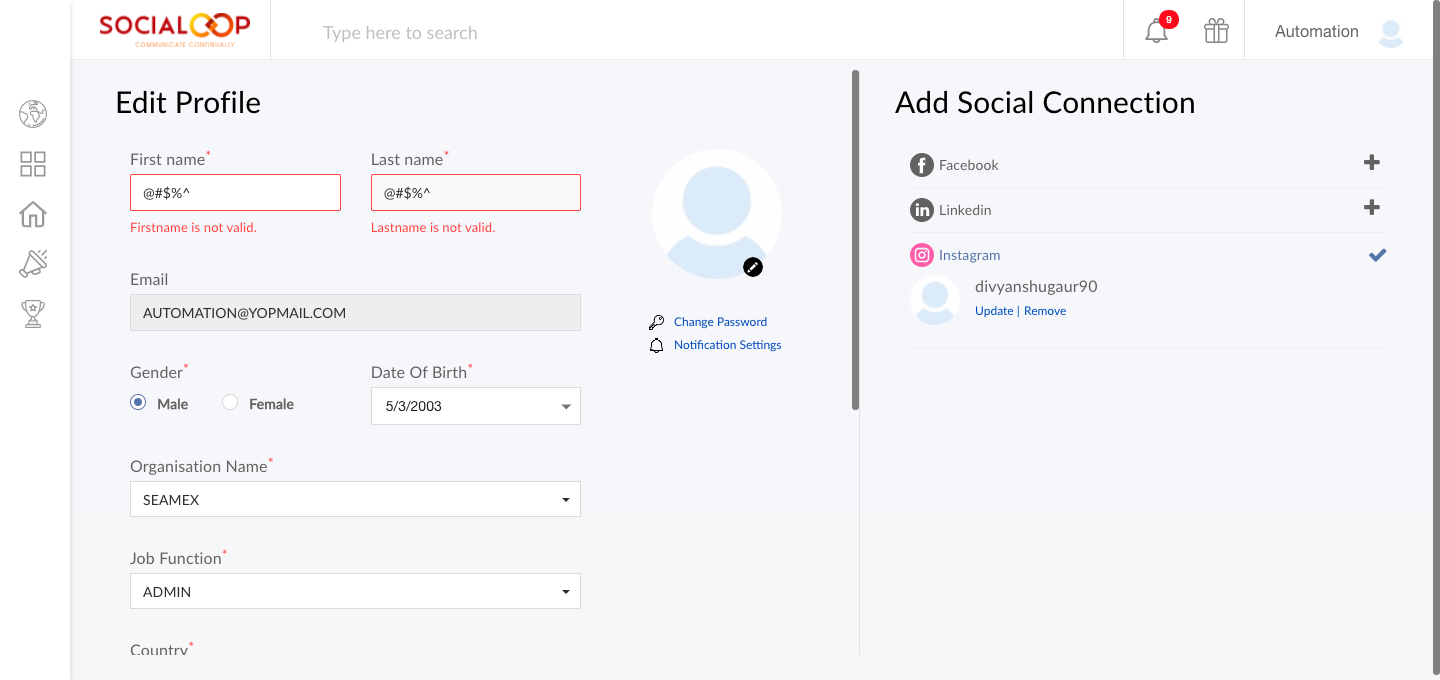 SOCIALOOP
COMMUNICATE CONTINUALLY
Type here to search
9
Automation
Edit Profile
First name*
Last name*
@#$%^
@#$%^
Firstname is not valid.
Lastname is not valid.
Email
AUTOMATION@YOPMAIL.COM
Change Password
Notification Settings
Gender*
Date Of Birth*
Male
Female
5/3/2003
Organisation Name*
SEAMEX
Job Function*
ADMIN
Country*
Add Social Connection
Facebook
Linkedin
Instagram
divyanshugaur90
Update | Remove